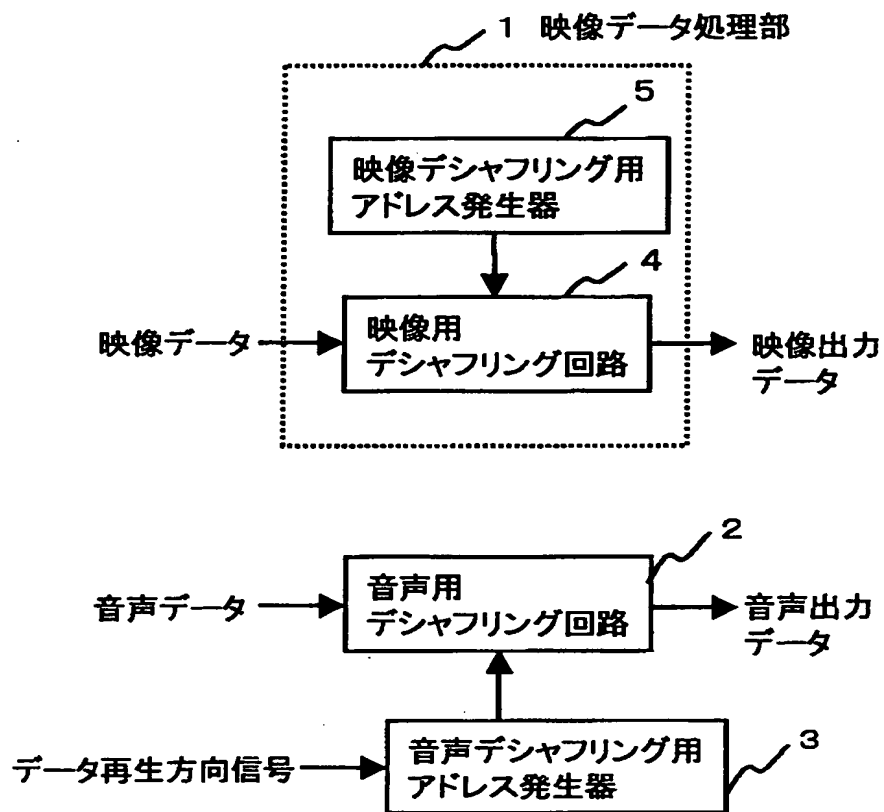 1 映像データ処理部
5
映像デシャフリング用
アドレス発生器
4
映像データ
映像用
デシャフリング回路
映像出力
データ
2
音声データ
音声用
デシャフリング回路
音声出力
データ
データ再生方向信号
音声デシャフリング用
アドレス発生器
3